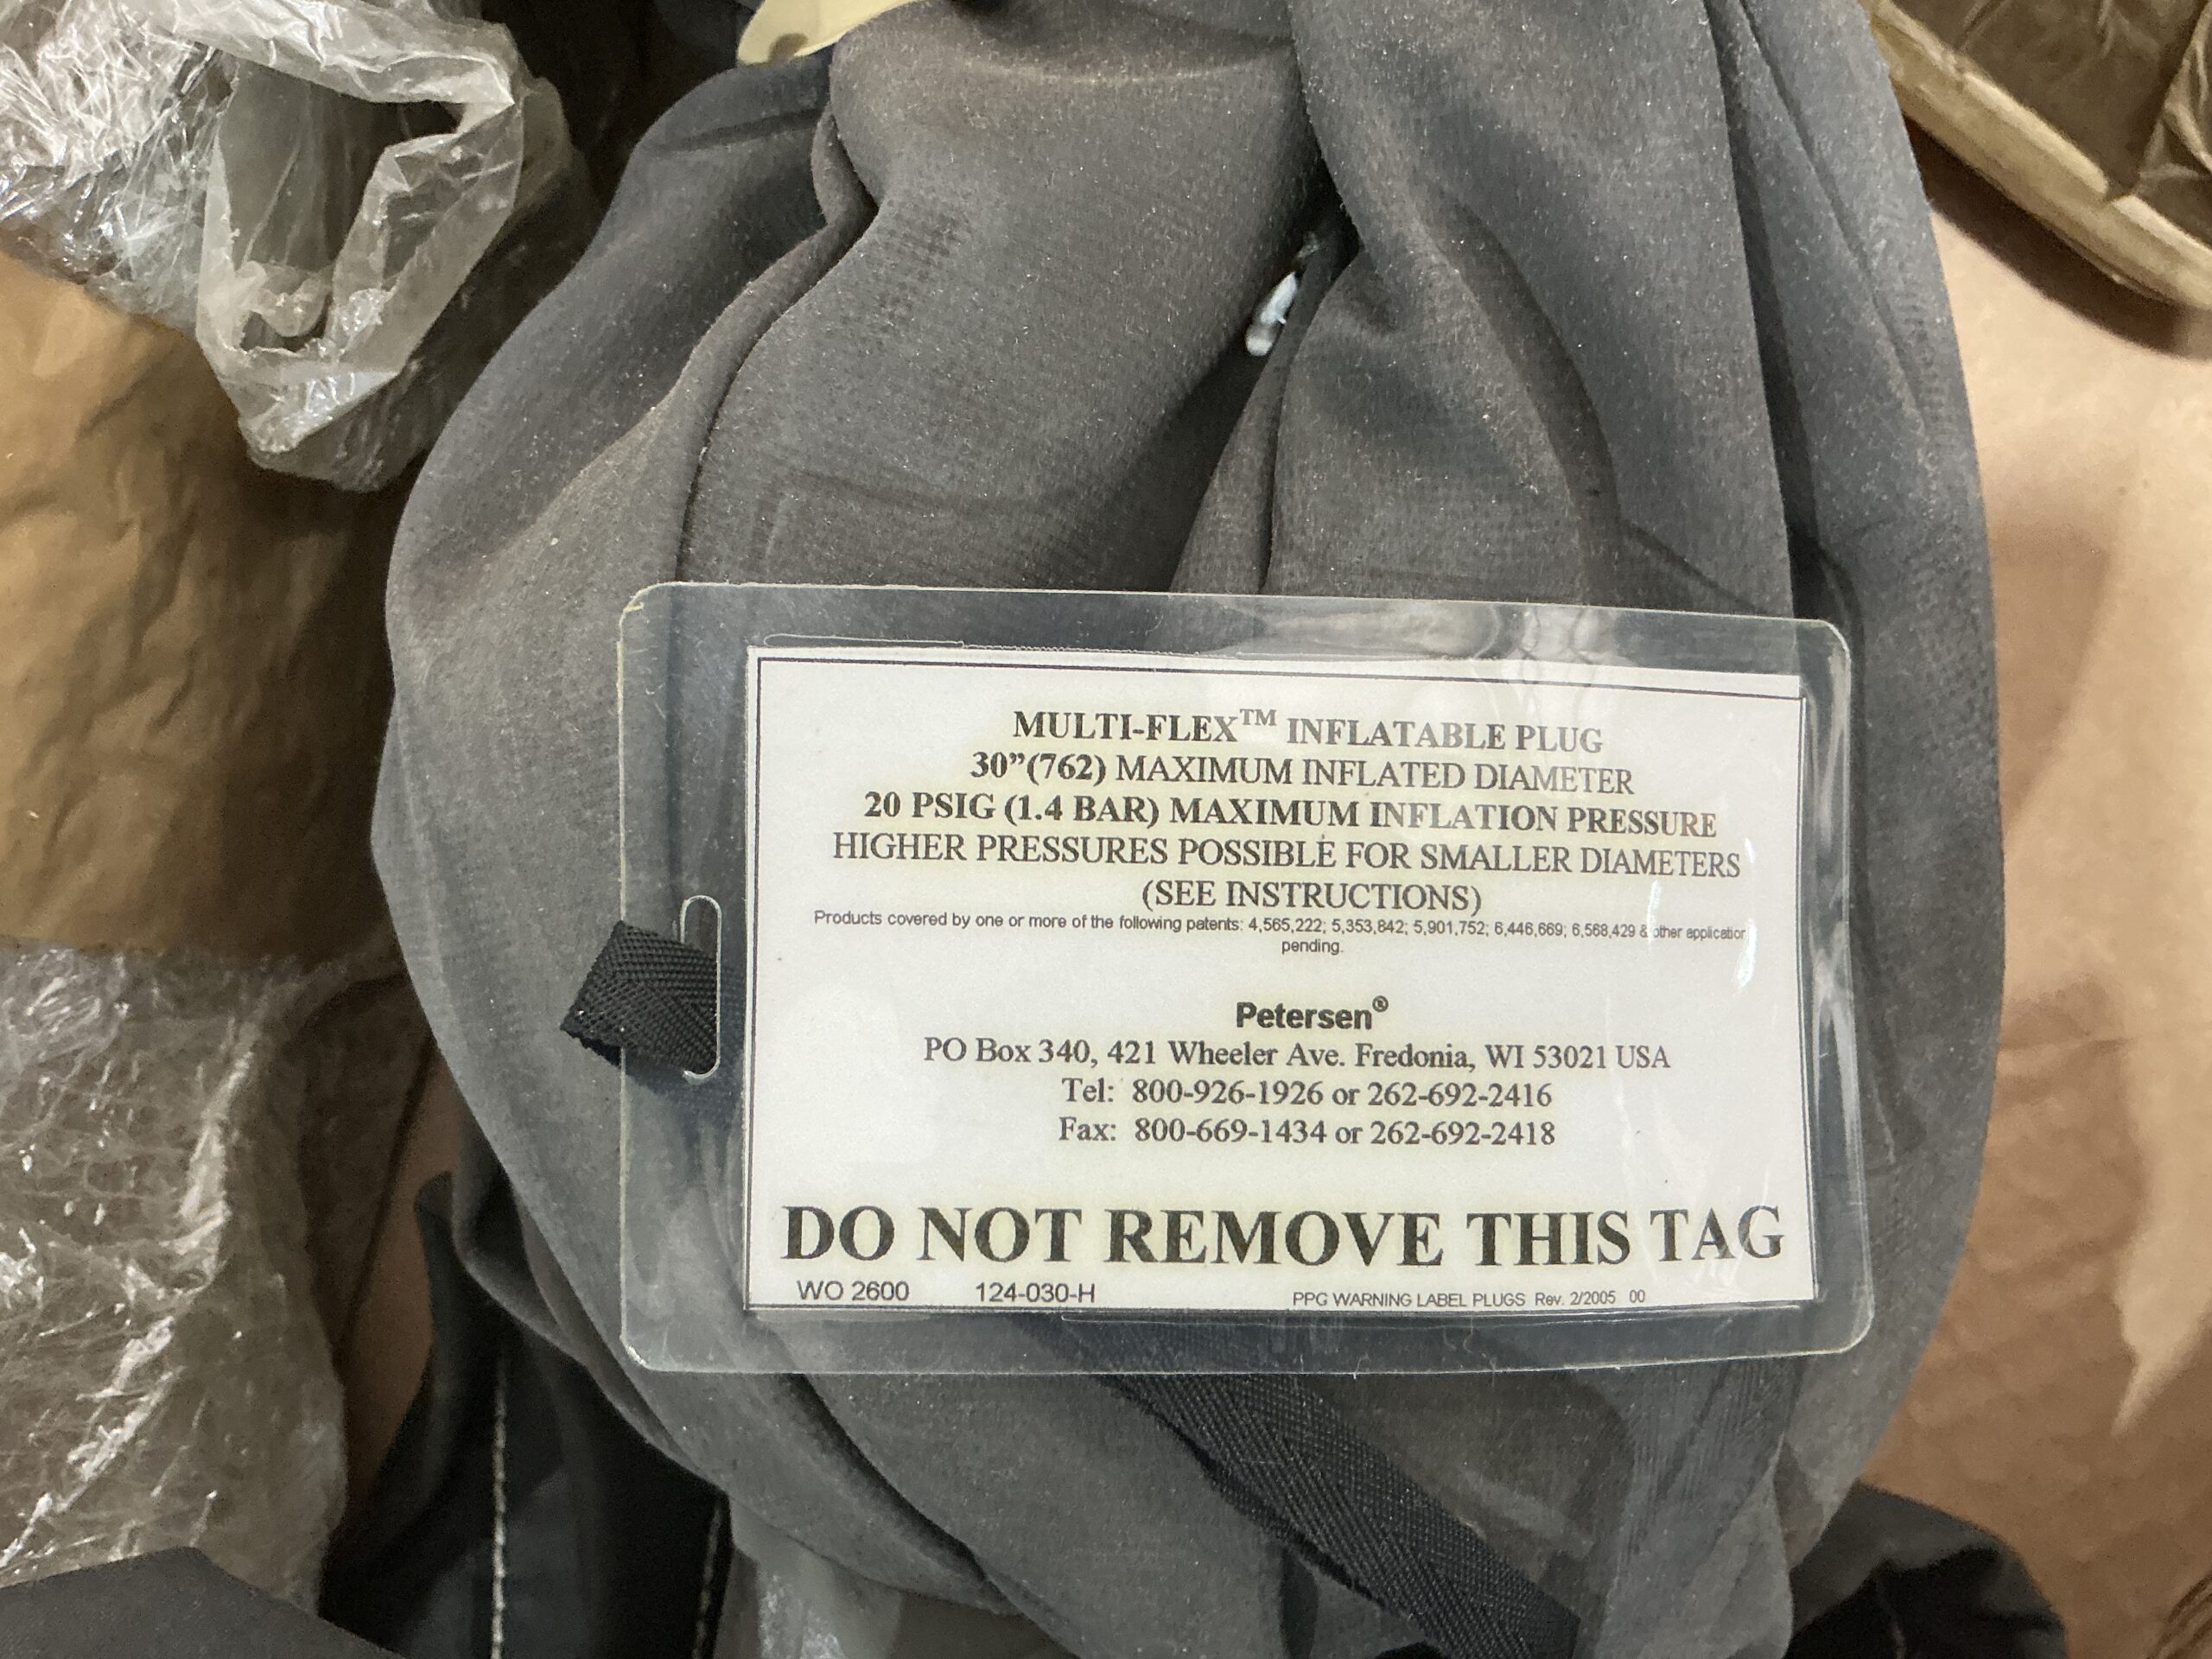 MULTI-FLEX™ INFLATABLE PLUG
30”(762) MAXIMUM INFLATED DIAMETER
20 PSIG (1.4 BAR) MAXIMUM INFLATION PRESSURE
HIGHER PRESSURES POSSIBLE FOR SMALLER DIAMETERS
(SEE INSTRUCTIONS)
Products covered by one or more of the following patents: 4,565,222; 5,353,842; 5,901,752; 6,446,669; 6,568,429 & other application
pending.
Petersen®
PO Box 340, 421 Wheeler Ave. Fredonia, WI 53021 USA
Tel: 800-926-1926 or 262-692-2416
Fax: 800-669-1434 or 262-692-2418
DO NOT REMOVE THIS TAG
WO 2600 124-030-H PPG WARNING LABEL PLUGS Rev. 2/2005 00